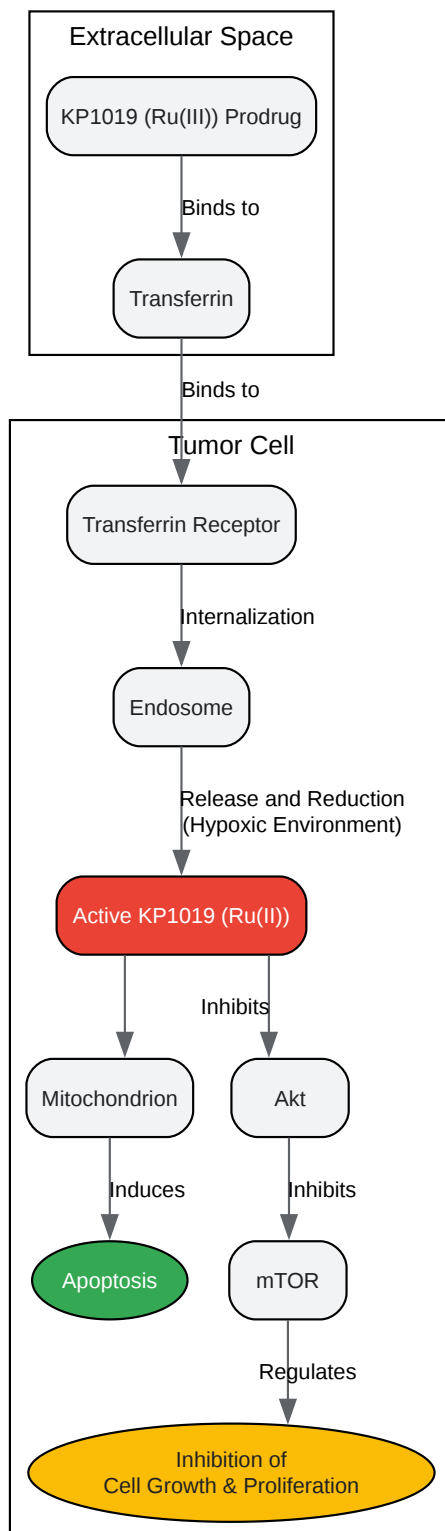 Extracellular Space
KP1019 (Ru(III)) Prodrug
Binds to
Transferrin
Binds to
Tumor Cell
Transferrin Receptor
Internalization
Endosome
Release and Reduction
(Hypoxic Environment)
Active KP1019 (Ru(II))
Inhibits
Mitochondrion
Akt
Induces
Inhibits
Apoptosis
mTOR
Regulates
Inhibition of
Cell Growth & Proliferation